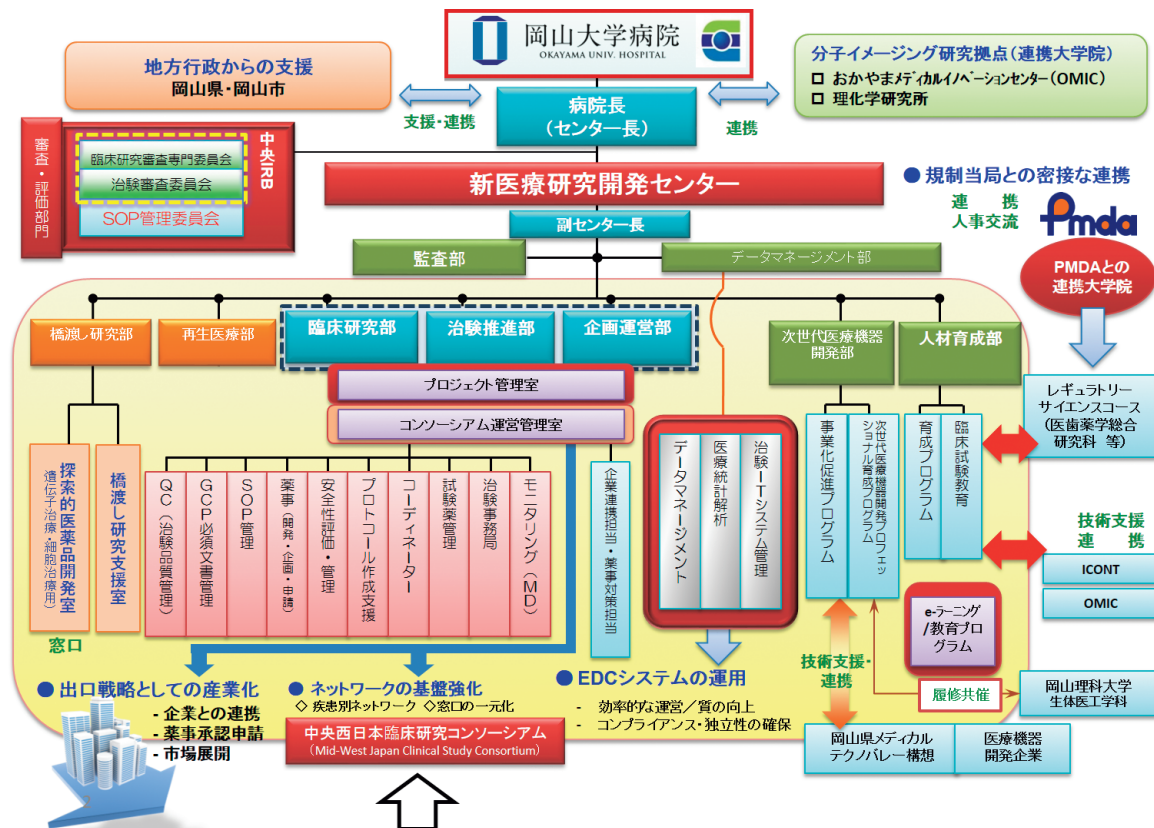 岡山大学病院
OKAYAMA UNIV. HOSPITAL
地方行政からの支援
岡山県・岡山市
分子イメージング研究拠点(連携大学院)
□ おかやまメディカルイノベーションセンター(OMIC)
□ 理化学研究所
支援・連携
病院長
(センター長)
連携
審査・評価部門
中央IRB
臨床研究審査専門委員会
治験審査委員会
SOP管理委員会
新医療研究開発センター
副センター長
● 規制当局との密接な連携
連 携
人事交流
Pmda
PMDAとの
連携大学院
監査部
データマネージメント部
橋渡し研究部
再生医療部
臨床研究部
治験推進部
企画運営部
次世代医療機器
開発部
人材育成部
プロジェクト管理室
コンソーシアム運営管理室
探索的医薬品開発室
(遺伝子治療・細胞治療用)
橋渡し研究支援室
窓口
QC(治験品質管理)
GCP必須文書管理
SOP管理
薬事(開発・企画・申請)
安全性評価・管理
プロトコール作成支援
コーディネーター
試験薬管理
治験事務局
モニタリング(MD)
企業連携担当・薬事対策担当
データマネージメント
医療統計解析
治験-ITシステム管理
事業化促進プログラム
次世代医療機器開発プロフェッ
ショナル育成プログラム
育成プログラム
臨床試験教育
レギュラトリー
サイエンスコース
(医歯薬学総合
研究科 等)
技術支援
連 携
ICONT
OMIC
e-ラーニング
/教育プロ
グラム
技術支援・
連携
履修共催
岡山理科大学
生体医工学科
岡山県メディカル
テクノバレー構想
医療機器
開発企業
● 出口戦略としての産業化
- 企業との連携
- 薬事承認申請
- 市場展開
● ネットワークの基盤強化
◇ 疾患別ネットワーク ◇窓口の一元化
中央西日本臨床研究コンソーシアム
(Mid-West Japan Clinical Study Consortium)
● EDCシステムの運用
- 効率的な運営/質の向上
- コンプライアンス・独立性の確保